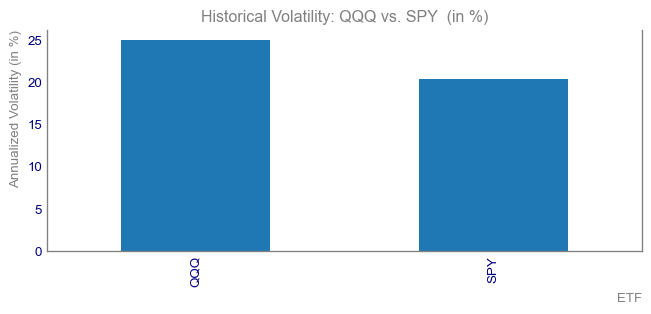 Historical Volatility: QQQ vs. SPY  (in %)
Annualized Volatility (in %)
25
20
15
10
5
0
QQQ
SPY
ETF